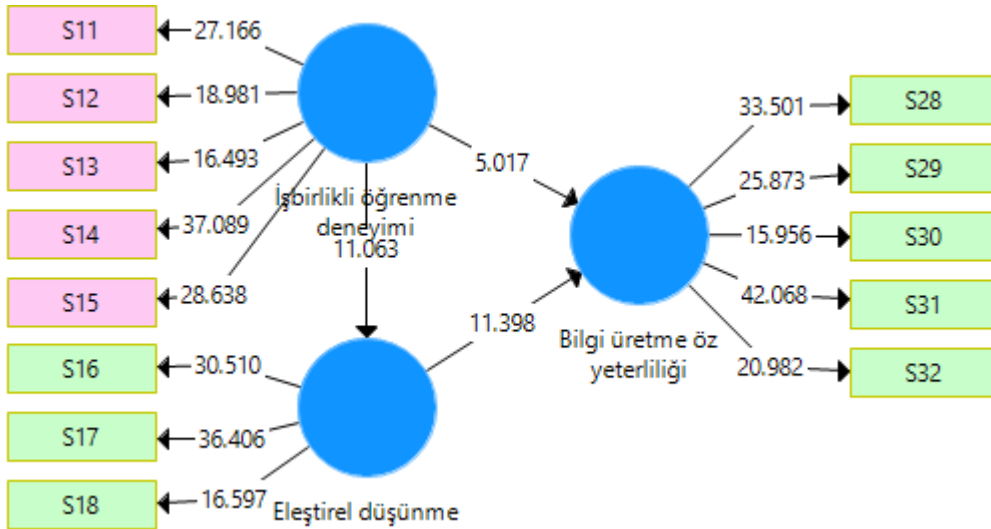 S11
27.166
S12
18.981
S13
16.493
S14
37.089
S15
28.638
İşbirlikli öğrenme
deneyimi
11.063
5.017
S16
30.510
S17
36.406
S18
16.597
Eleştirel düşünme
11.398
Bilgi üretme öz
yeterliliği
33.501
S28
25.873
S29
15.956
S30
42.068
S31
20.982
S32